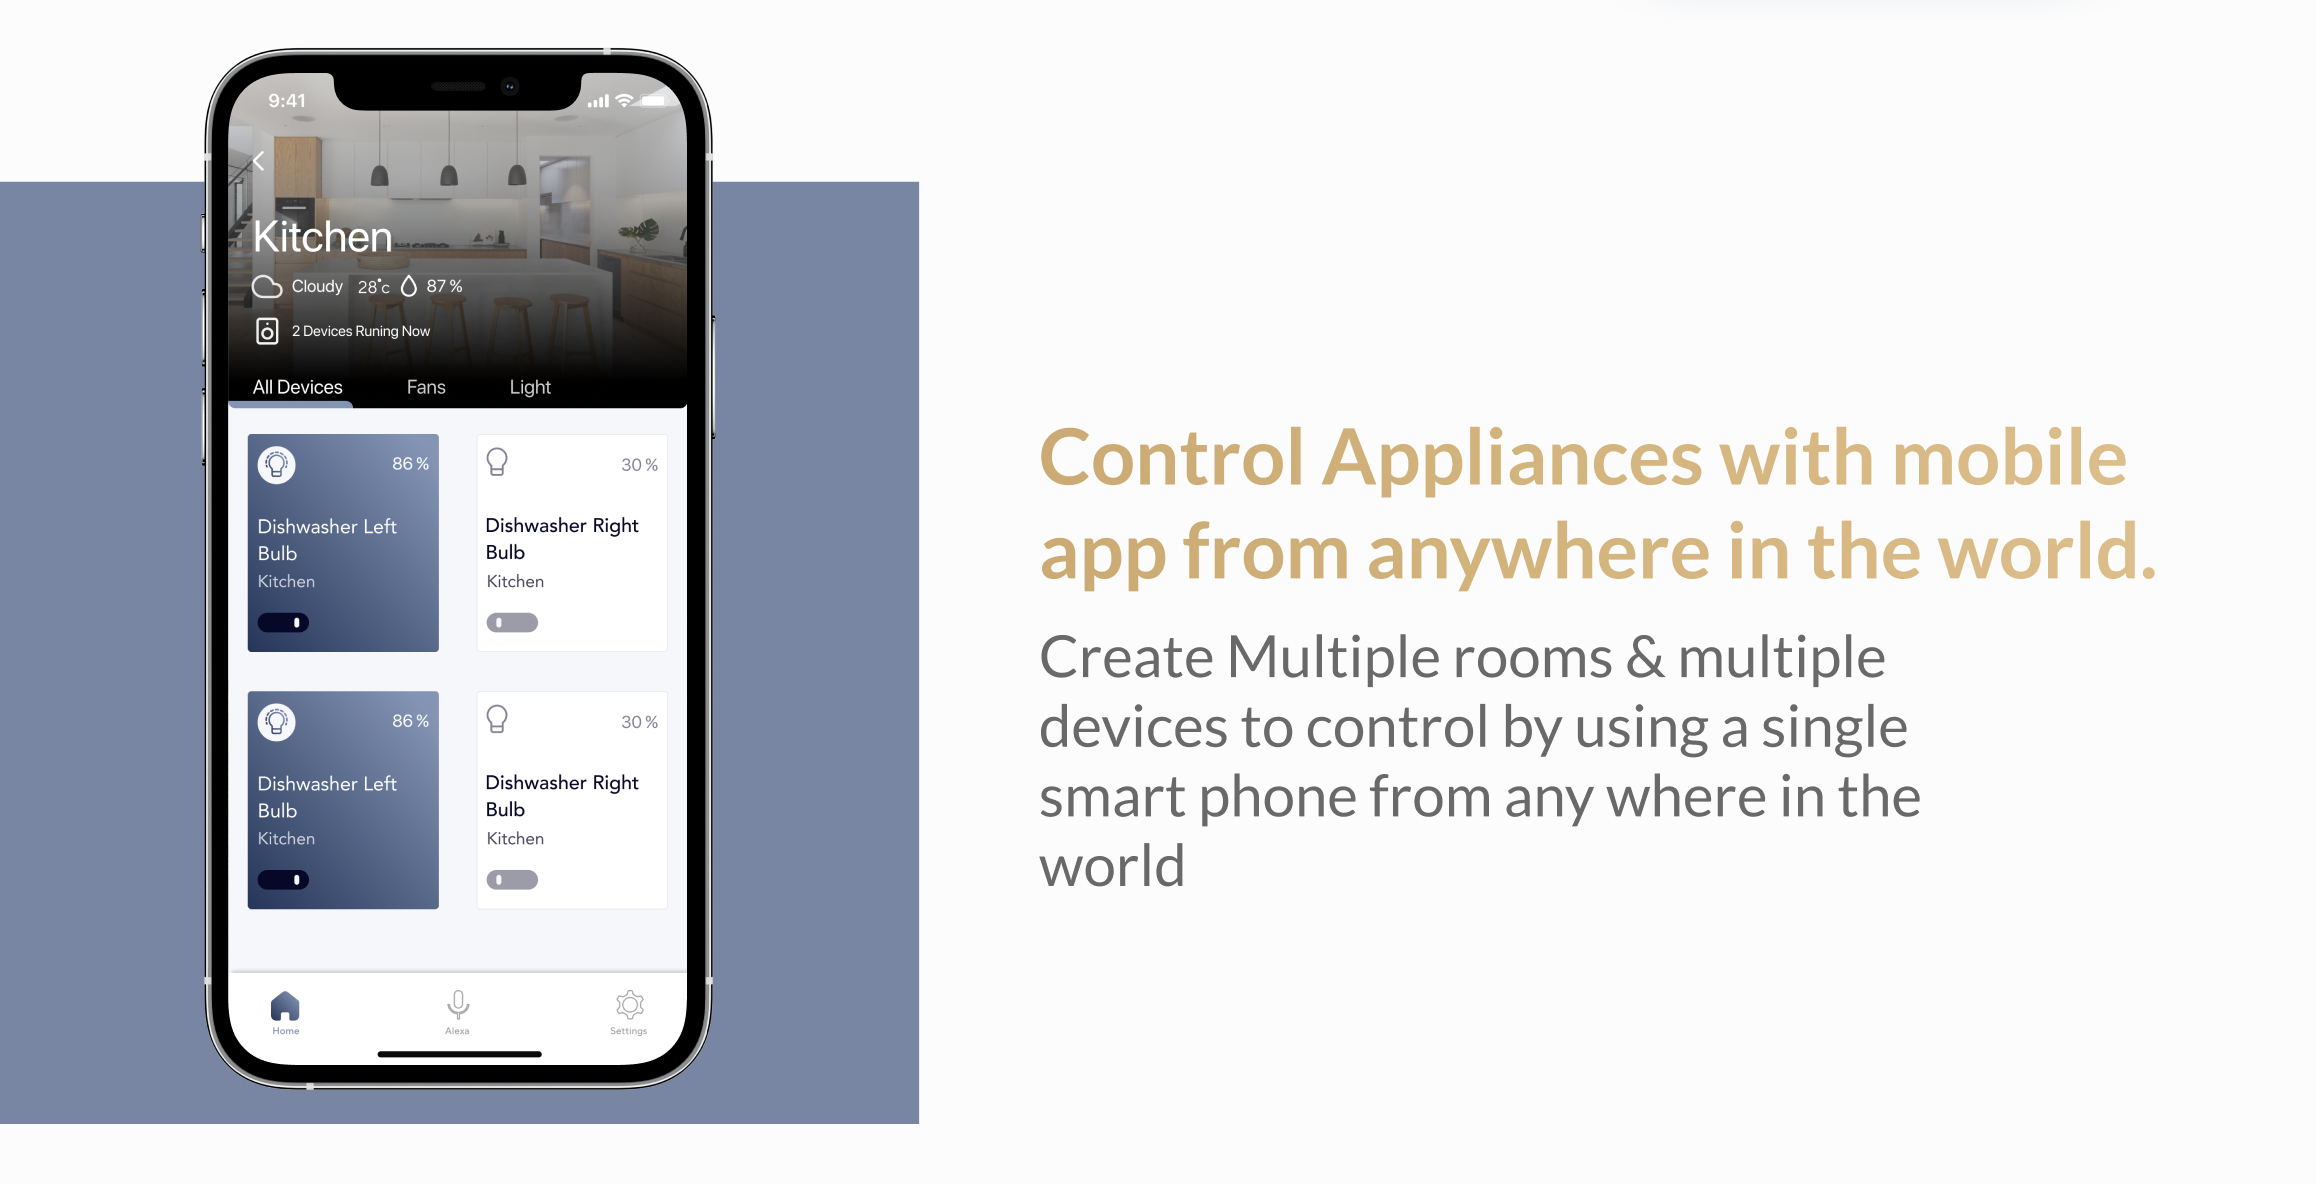 9:41
Kitchen
Cloudy 28°c 87 %
2 Devices Runing Now
All Devices Fans Light
86 %
Dishwasher Left
Bulb
Kitchen
30 %
Dishwasher Right
Bulb
Kitchen
86 %
Dishwasher Left
Bulb
Kitchen
30 %
Dishwasher Right
Bulb
Kitchen
Home Alexa Settings
Control Appliances with mobile
app from anywhere in the world.
Create Multiple rooms & multiple
devices to control by using a single
smart phone from any where in the
world